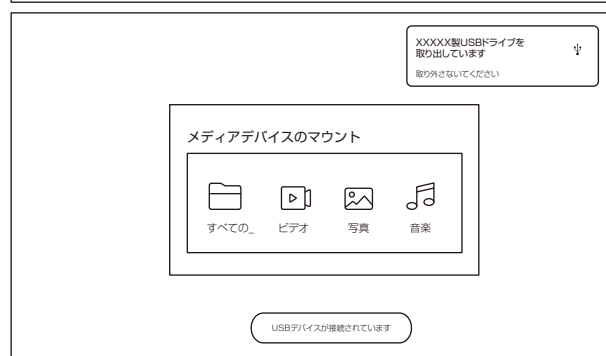 XXXXX製USBドライブを
取り出しています
取り外さないでください
メディアデバイスのマウント
すべての_
ビデオ
写真
音楽
USBデバイスが接続されています